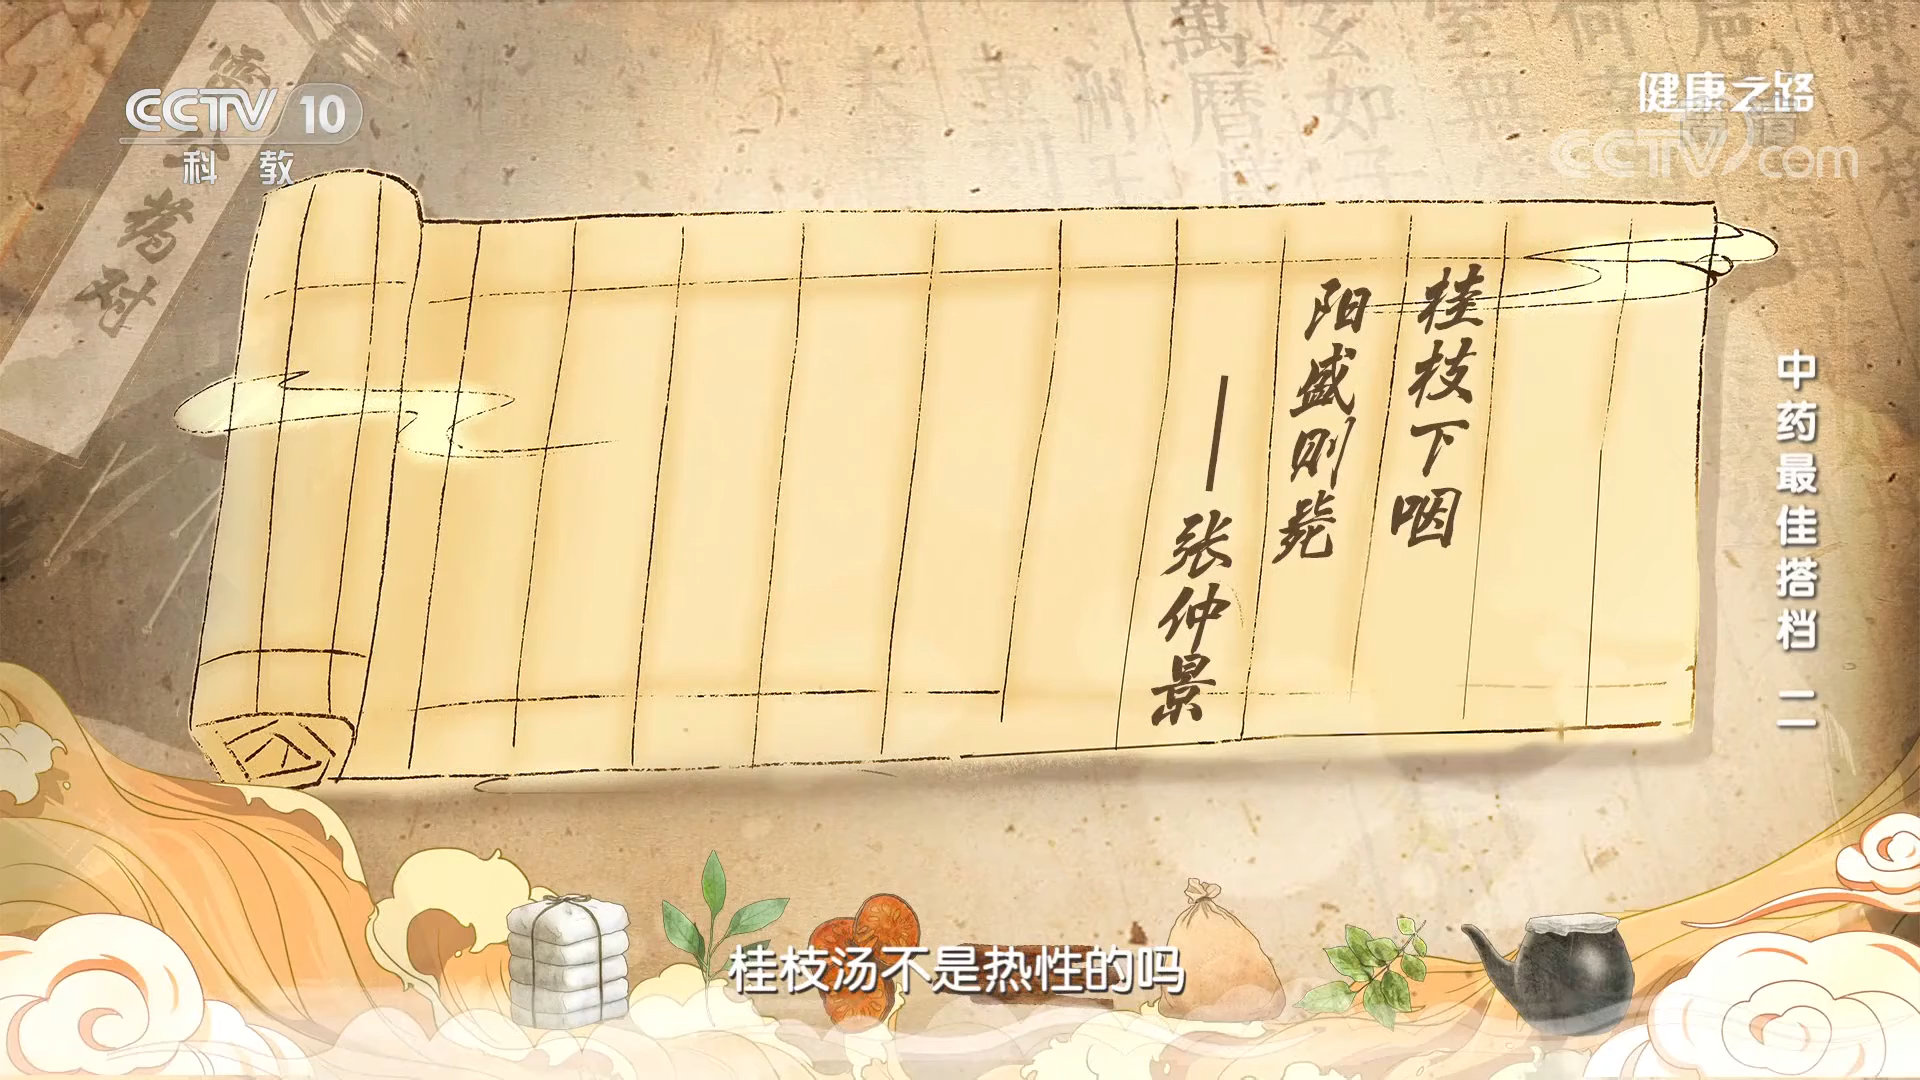 CCTV 10
科 教
健康之路
CCTV.com
桂枝下咽
阳盛则毙
——张仲景
中药最佳搭档 二
桂枝汤不是热性的吗